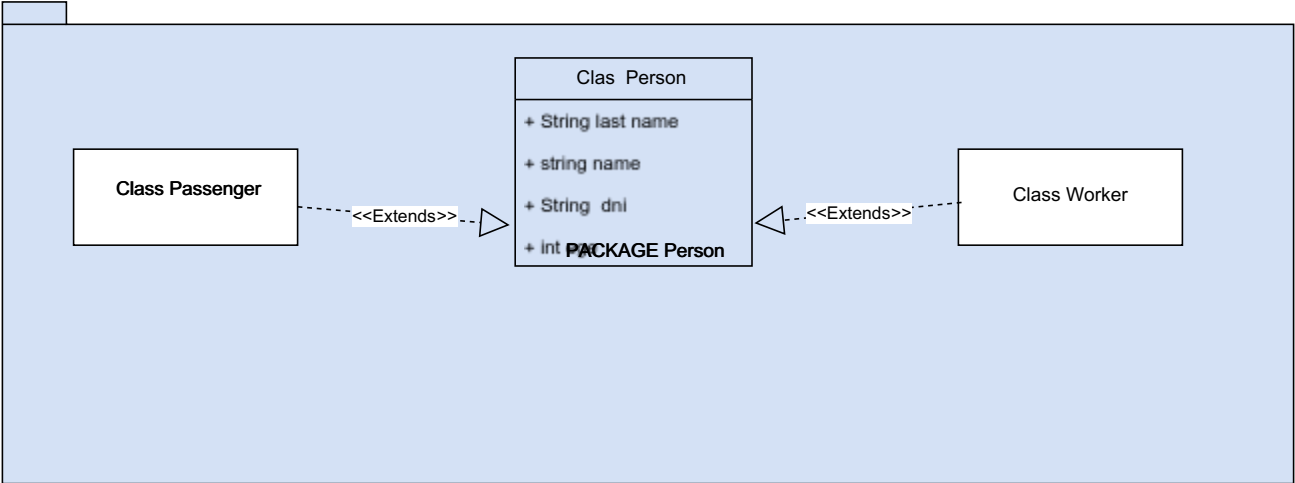 Clas  Person
+ String last name
+ string name
+ String  dni
+ int
PACKAGE Person
Class Passenger
<<Extends>>
<<Extends>>
Class Worker